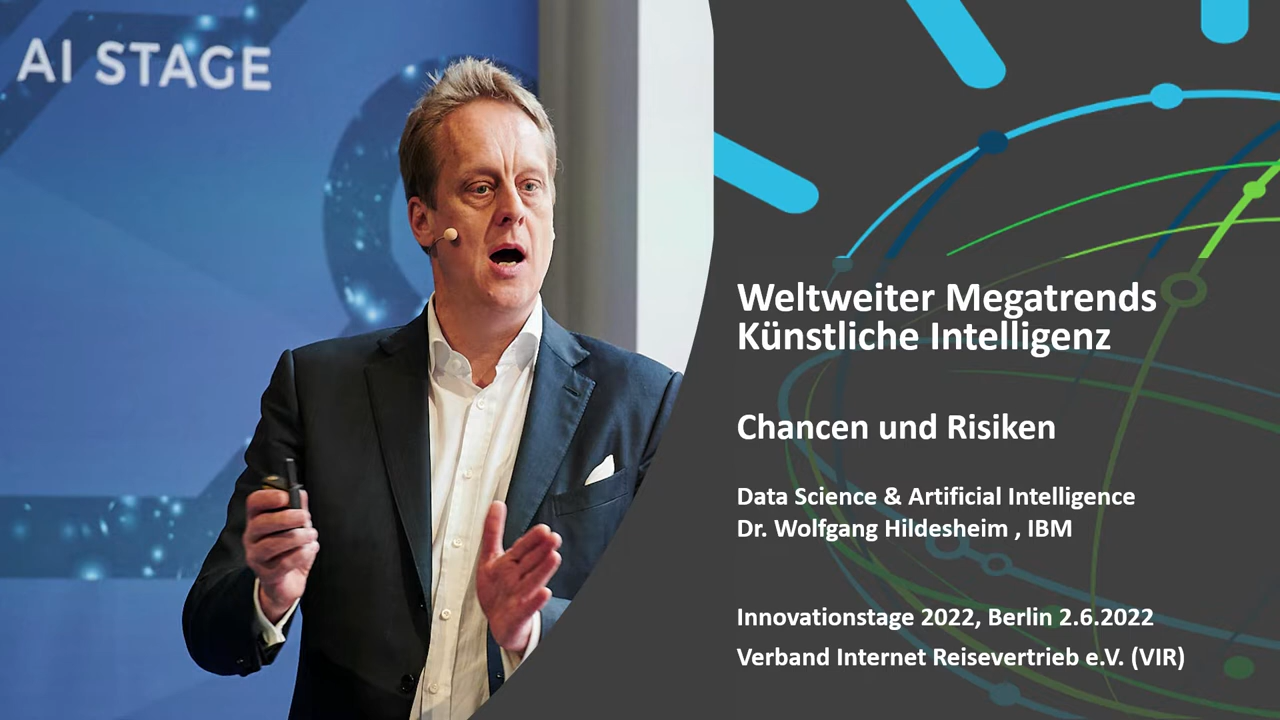 AI STAGE
Weltweiter Megatrends
Künstliche Intelligenz
Chancen und Risiken
Data Science & Artificial Intelligence
Dr. Wolfgang Hildesheim , IBM
Innovationstage 2022, Berlin 2.6.2022
Verband Internet Reisevertrieb e.V. (VIR)